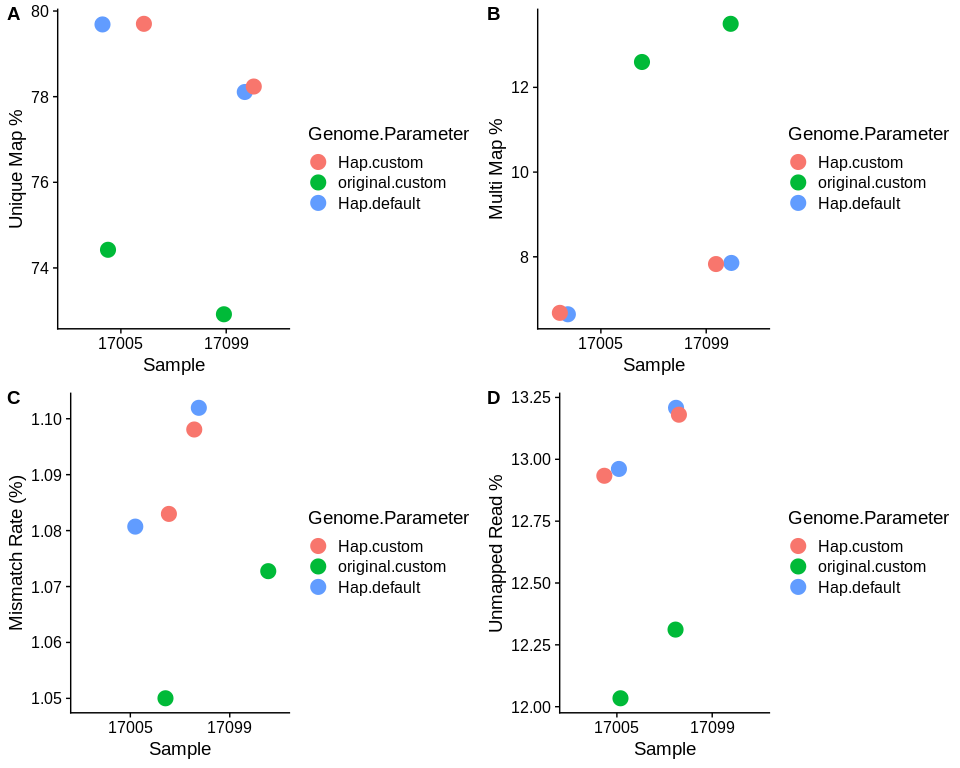 A
80
78
76
74
Unique Map %
17005 17099
Sample
Genome.Parameter
Hap.custom
original.custom
Hap.default
B
12
10
8
Multi Map %
17005 17099
Sample
Genome.Parameter
Hap.custom
original.custom
Hap.default
C
1.10
1.09
1.08
1.07
1.06
1.05
Mismatch Rate (%)
17005 17099
Sample
Genome.Parameter
Hap.custom
original.custom
Hap.default
D
13.25
13.00
12.75
12.50
12.25
12.00
Unmapped Read %
17005 17099
Sample
Genome.Parameter
Hap.custom
original.custom
Hap.default